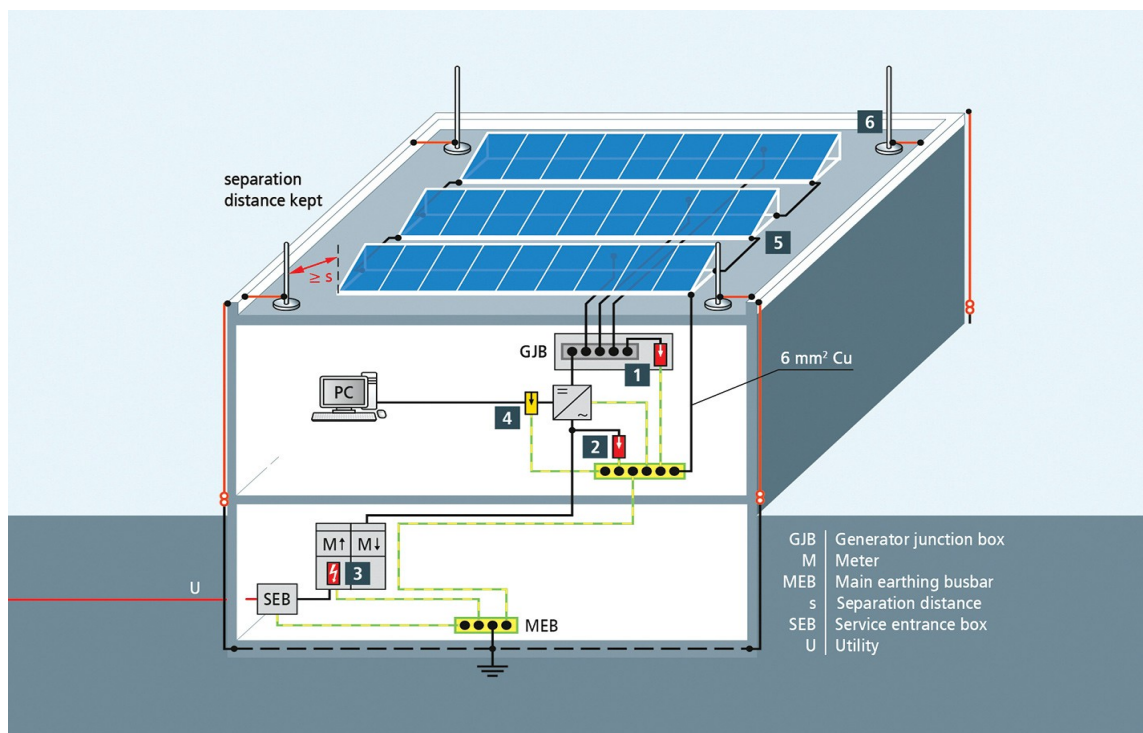 6
separation
distance kept
5
≥ s
GJB
1
6 mm² Cu
PC
4
=
~
2
M↑ M↓
3
U
SEB
MEB
GJB Generator junction box
M Meter
MEB Main earthing busbar
s Separation distance
SEB Service entrance box
U Utility